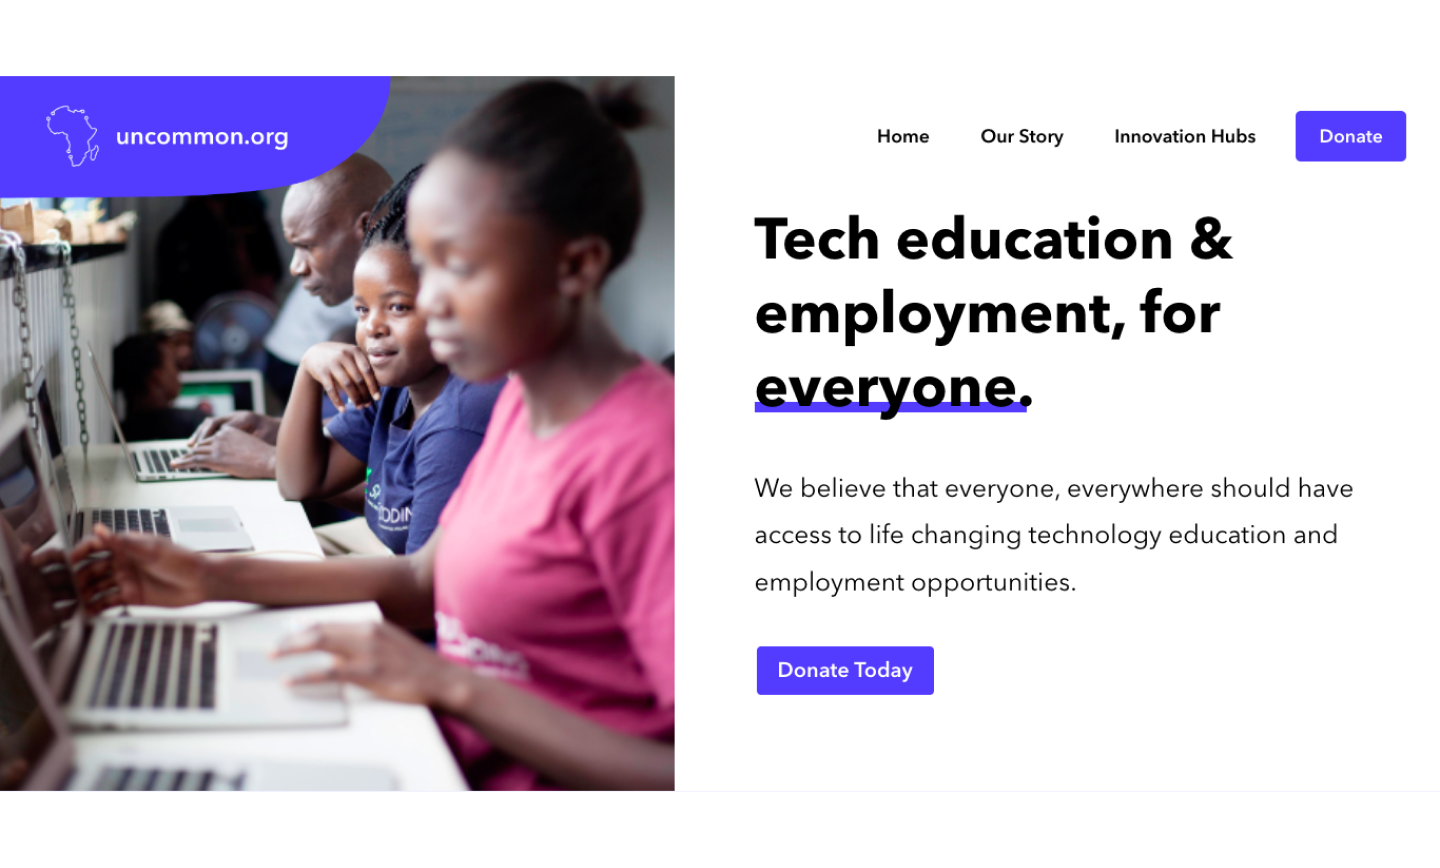 uncommon.org
Home
Our Story
Innovation Hubs
Donate
Tech education &
employment, for
everyone.
We believe that everyone, everywhere should have
access to life changing technology education and
employment opportunities.
Donate Today